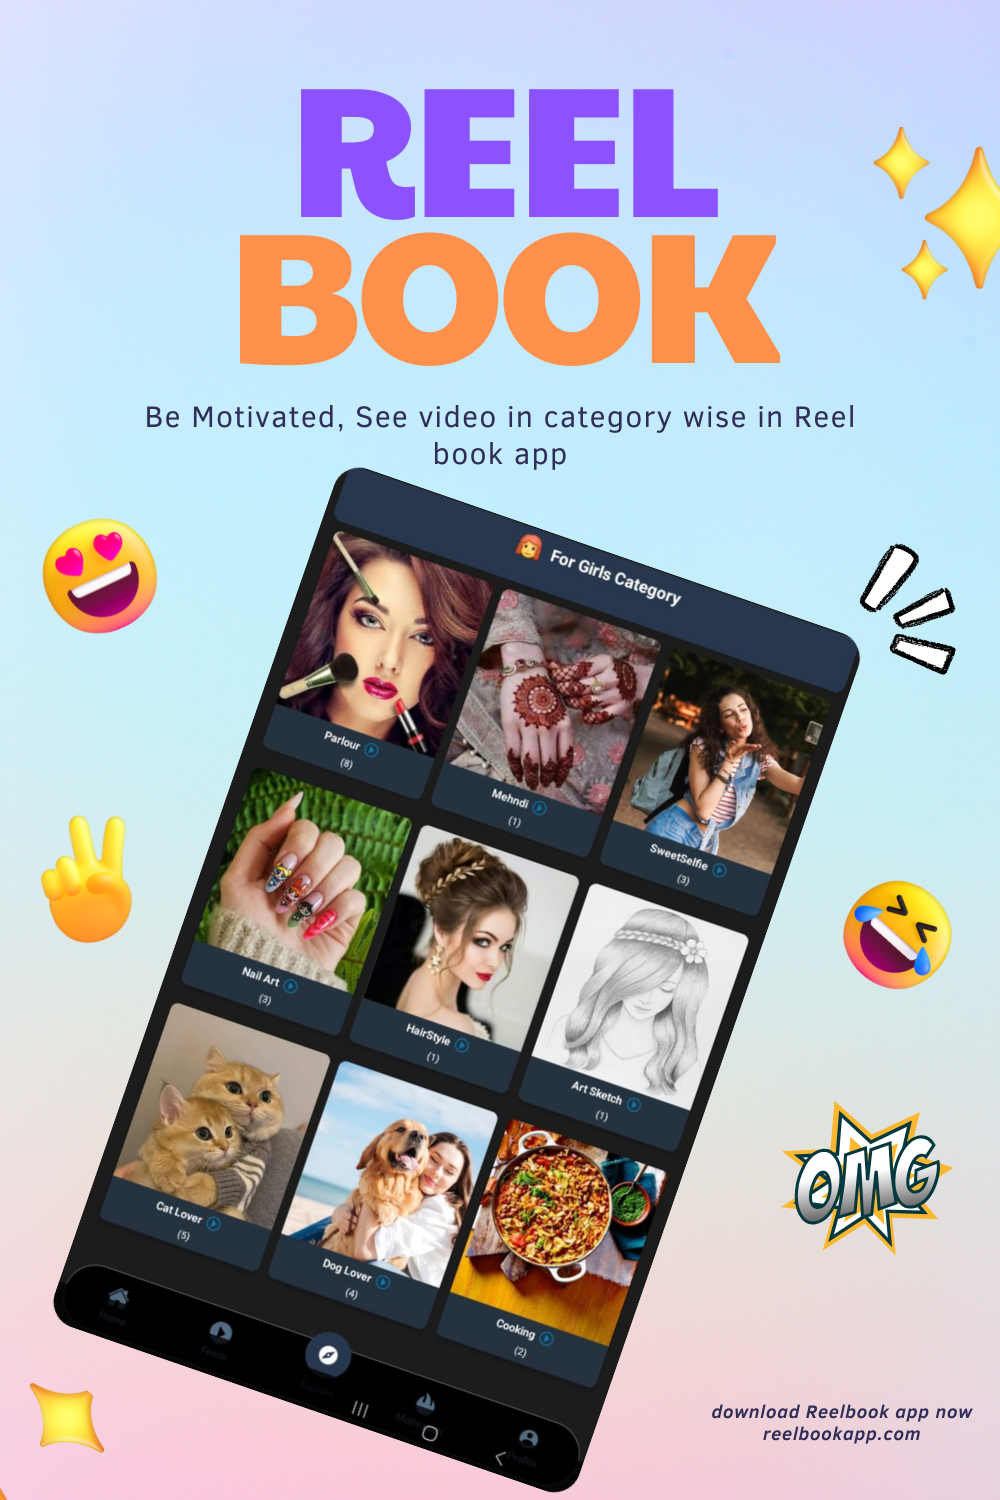 REEL
BOOK
Be Motivated, See video in category wise in Reel
book app
For Girls Category
Parlour
(8)
Mehndi
(1)
SweetSelfie
(3)
Nail Art
(3)
HairStyle
(1)
Art Sketch
(1)
Cat Lover
(5)
Dog Lover
(4)
Cooking
(2)
OMG
Home
Feeds
Explore
Profile
download Reelbook app now
reelbookapp.com